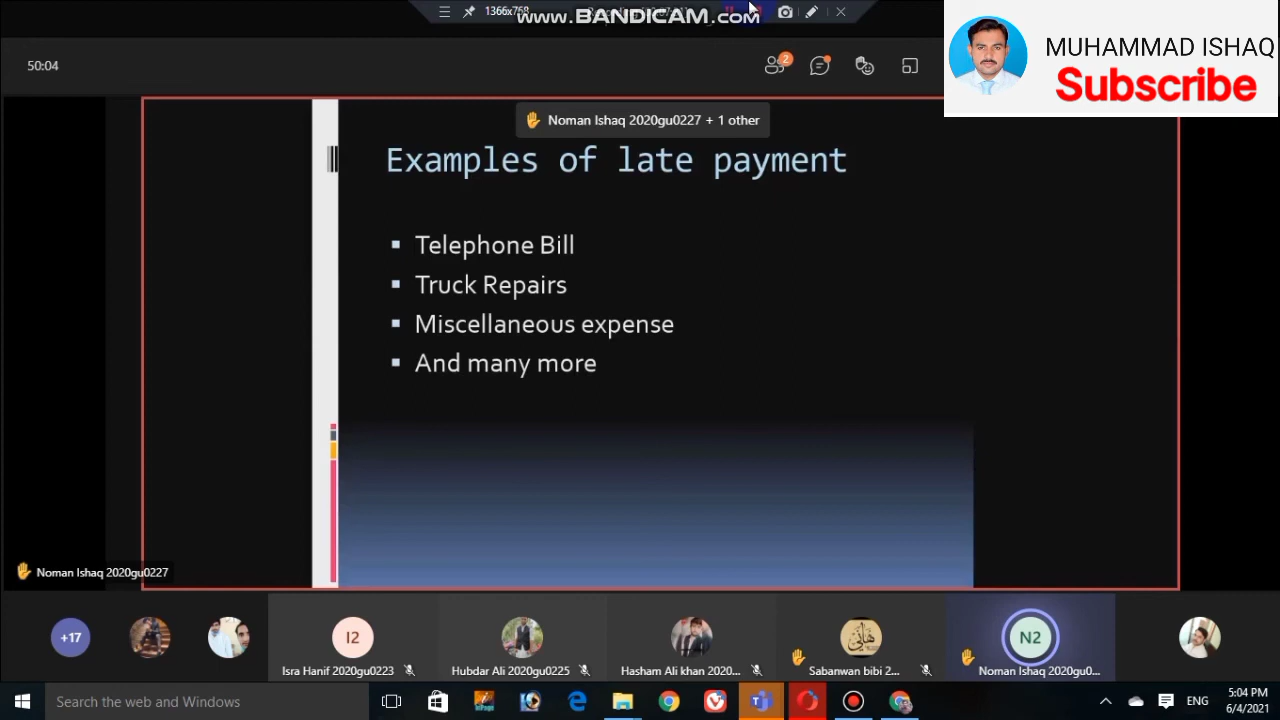 1366x768
www.BANDICAM.com
MUHAMMAD ISHAQ
Subscribe
50:04
2
Noman Ishaq 2020gu0227 + 1 other
Examples of late payment
Telephone Bill
Truck Repairs
Miscellaneous expense
And many more
Noman Ishaq 2020gu0227
+17
I2
N2
Isra Hanif 2020gu0223
Hubdar Ali 2020gu0225
Hasham Ali khan 2020...
Sabanwan bibi 2...
Noman Ishaq 2020gu0...
Search the web and Windows
ENG
5:04 PM
6/4/2021